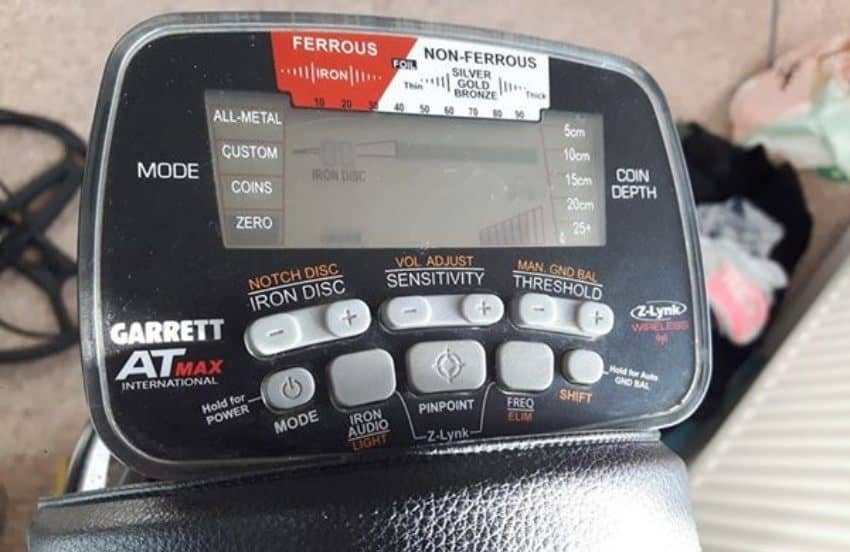 FERROUS
IRON
10 20 30
FOIL
NON-FERROUS
Thin
SILVER
GOLD
BRONZE
Thick
40 50 60 70 80 90
MODE
ALL-METAL
CUSTOM
COINS
ZERO
IRON DISC
5cm
10cm
15cm
20cm
25+
COIN
DEPTH
NOTCH DISC
IRON DISC
VOL. ADJUST
SENSITIVITY
MAN. GND BAL
THRESHOLD
- +
- +
- +
GARRETT
AT MAX
INTERNATIONAL
Z-Lynk
WIRELESS
Hold for
POWER
MODE
IRON
AUDIO
LIGHT
PINPOINT
Z-Lynk
FREQ
ELIM
SHIFT
Hold for Auto
GND BAL